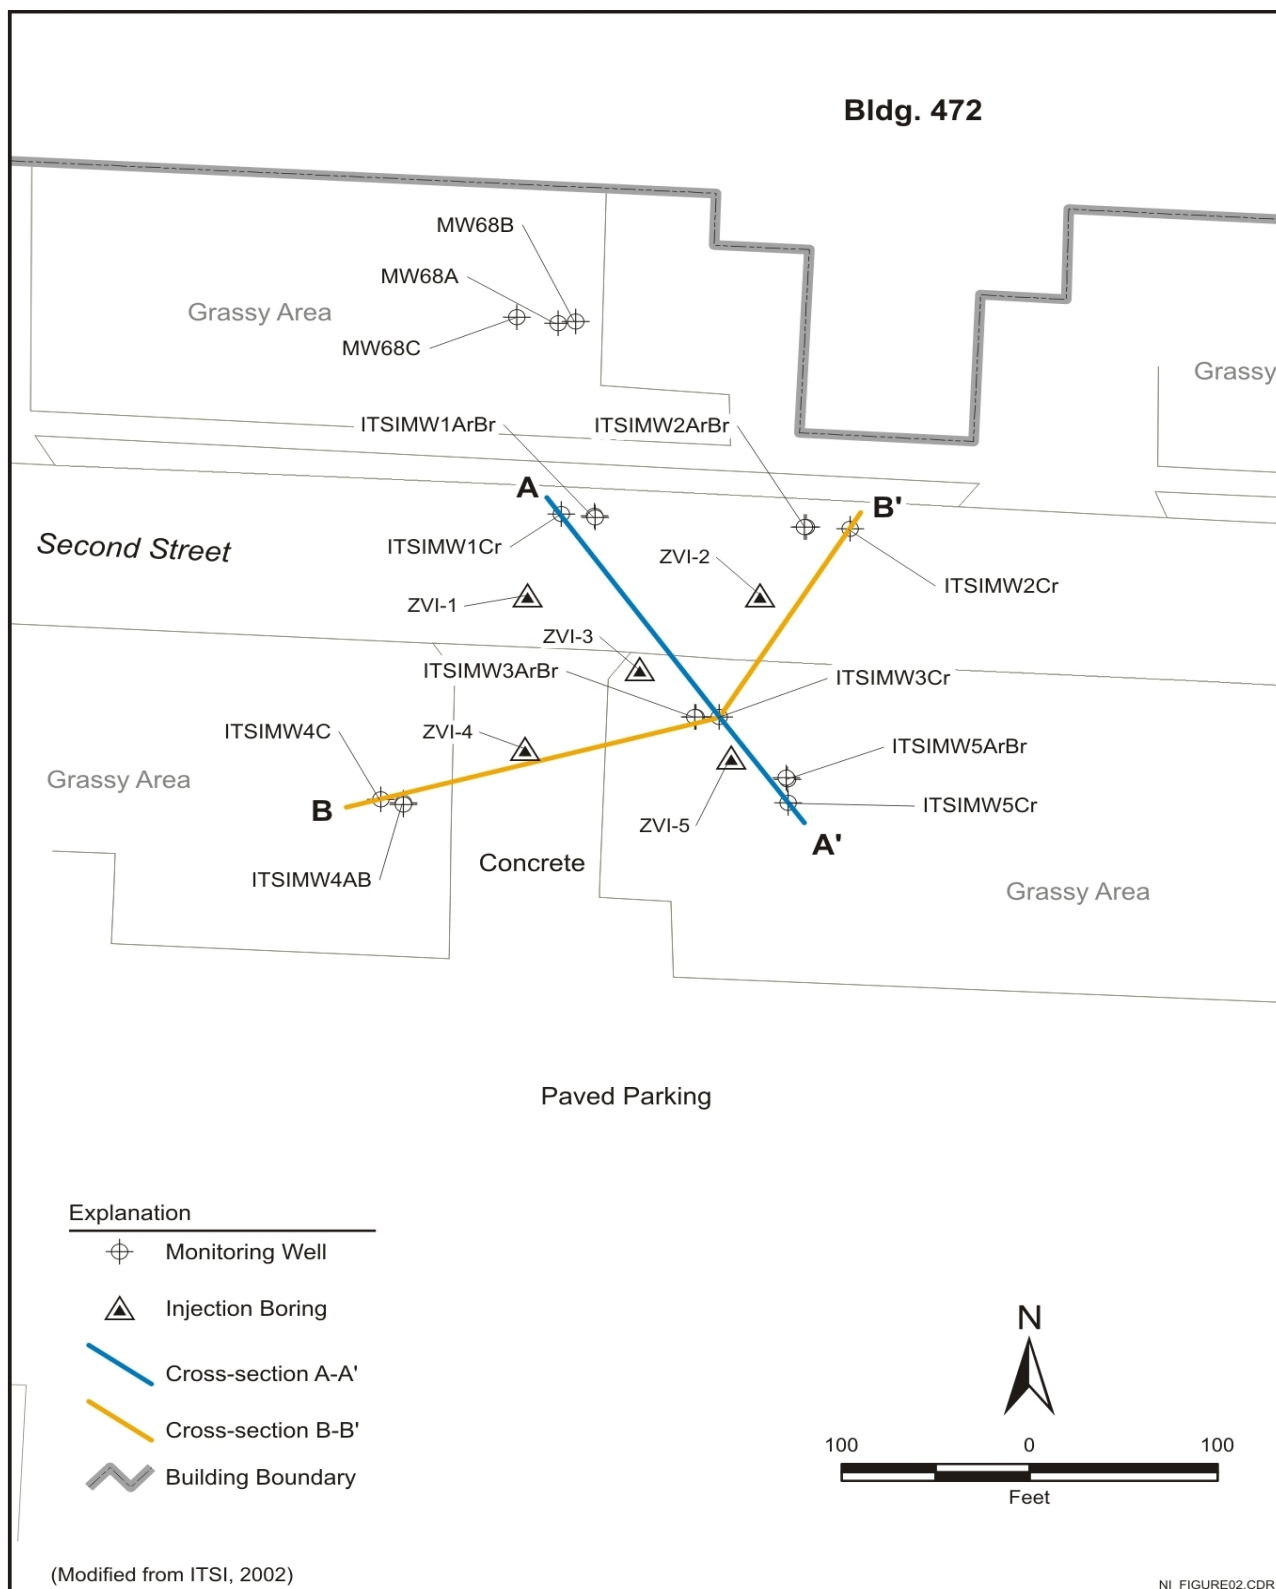 Bldg. 472
MW68B
MW68A
Grassy Area
MW68C
Grassy
ITSIMW1ArBr
ITSIMW2ArBr
A
B'
Second Street
ITSIMW1Cr
ZVI-2
ITSIMW2Cr
ZVI-1
ZVI-3
ITSIMW3ArBr
ITSIMW3Cr
ITSIMW4C
ZVI-4
ITSIMW5ArBr
Grassy Area
ITSIMW5Cr
B
ZVI-5
A'
Concrete
ITSIMW4AB
Grassy Area
Paved Parking
Explanation
Monitoring Well
Injection Boring
Cross-section A-A'
Cross-section B-B'
Building Boundary
N
100 0 100
Feet
(Modified from ITSI, 2002)
NI_FIGURE02.CDR